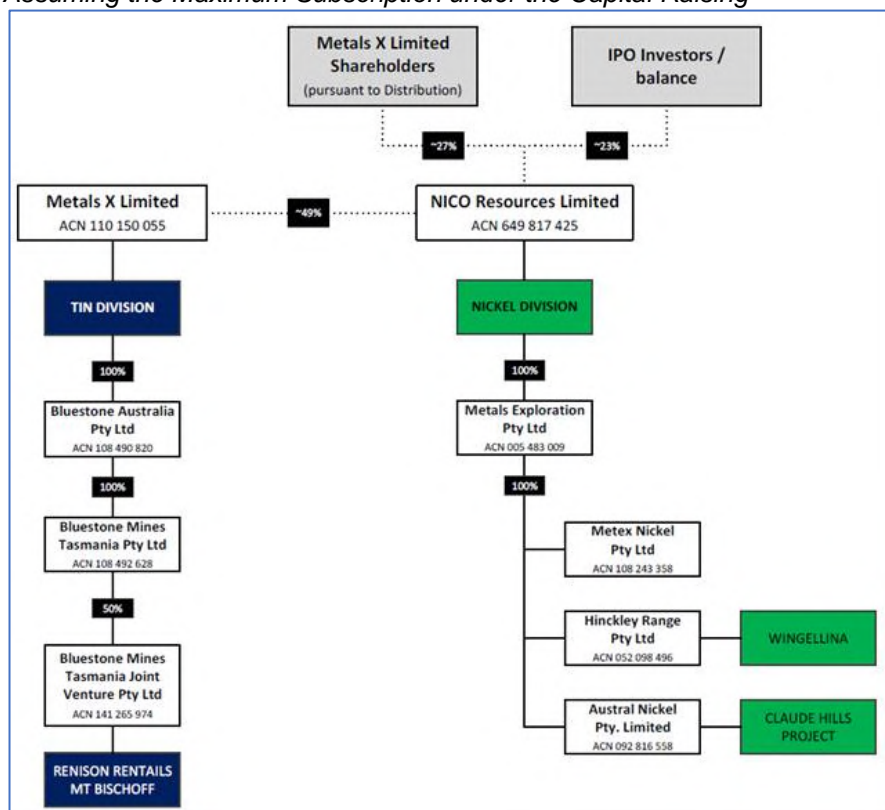 Assuming the Maximum Subscription under the Capital Raising
Metals X Limited
Shareholders
(pursuant to Distribution)
IPO Investors /
balance
~27%
~23%
Metals X Limited
ACN 110 150 055
~49%
NICO Resources Limited
ACN 649 817 425
TIN DIVISION
NICKEL DIVISION
100%
100%
Bluestone Australia
Pty Ltd
ACN 108 490 820
Metals Exploration
Pty Ltd
ACN 005 483 009
100%
100%
Bluestone Mines
Tasmania Pty Ltd
ACN 108 492 628
Metex Nickel
Pty Ltd
ACN 108 243 358
50%
Hinckley Range
Pty Ltd
ACN 052 098 496
WINGELLINA
Bluestone Mines
Tasmania Joint
Venture Pty Ltd
ACN 141 265 974
Austral Nickel
Pty. Limited
ACN 092 816 558
CLAUDE HILLS
PROJECT
RENISON RENTAILS
MT BISCHOFF